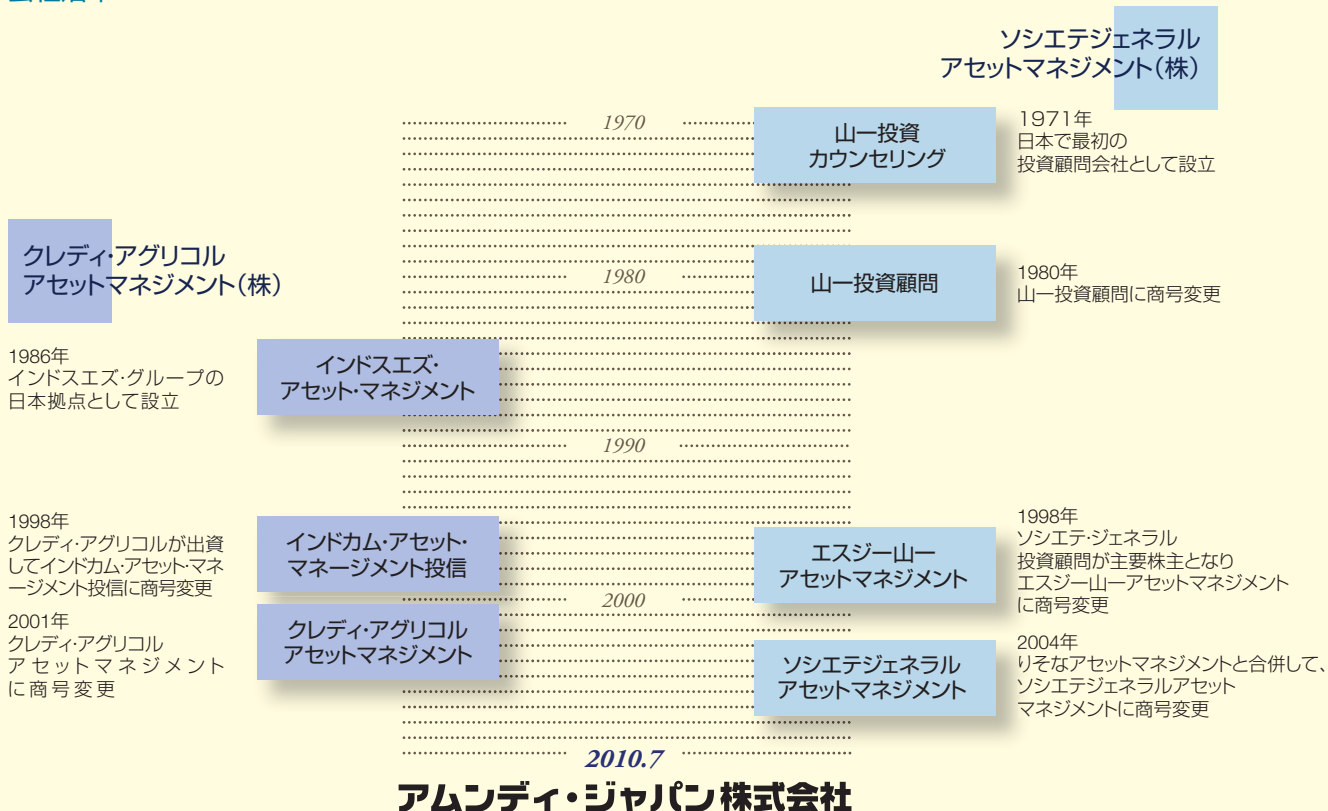 ソシエテジェネラル
アセットマネジメント(株)
1970
山一投資
カウンセリング
1971年
日本で最初の
投資顧問会社として設立
クレディ・アグリコル
アセットマネジメント(株)
1980
山一投資顧問
1980年
山一投資顧問に商号変更
1986年
インドスエズ・グループの
日本拠点として設立
インドスエズ・
アセット・マネジメント
1990
1998年
クレディ・アグリコルが出資
してインドカム・アセット・マネ
ージメント投信に商号変更
インドカム・アセット・
マネージメント投信
エスジー山一
アセットマネジメント
1998年
ソシエテ・ジェネラル
投資顧問が主要株主となり
エスジー山一アセットマネジメント
に商号変更
2000
2001年
クレディ・アグリコル
アセットマネジメント
に商号変更
クレディ・アグリコル
アセットマネジメント
ソシエテジェネラル
アセットマネジメント
2004年
りそなアセットマネジメントと合併して、
ソシエテジェネラルアセット
マネジメントに商号変更
2010.7
アムンディ・ジャパン株式会社